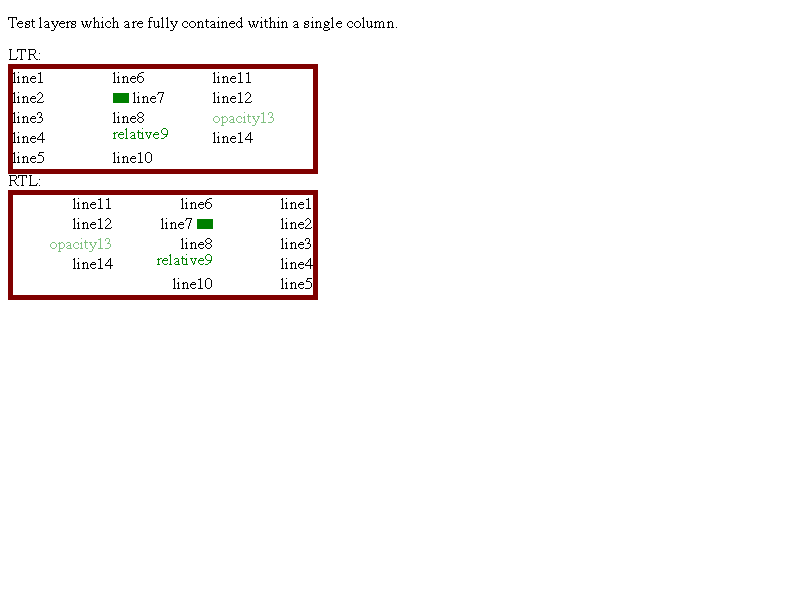 Test layers which are fully contained within a single column.
LTR:
line1
line2
line3
line4
line5
line6
line7
line8
relative9
line10
line11
line12
opacity13
line14
RTL:
line1
line2
line3
line4
line5
line6
line7
line8
relative9
line10
line11
line12
opacity13
line14